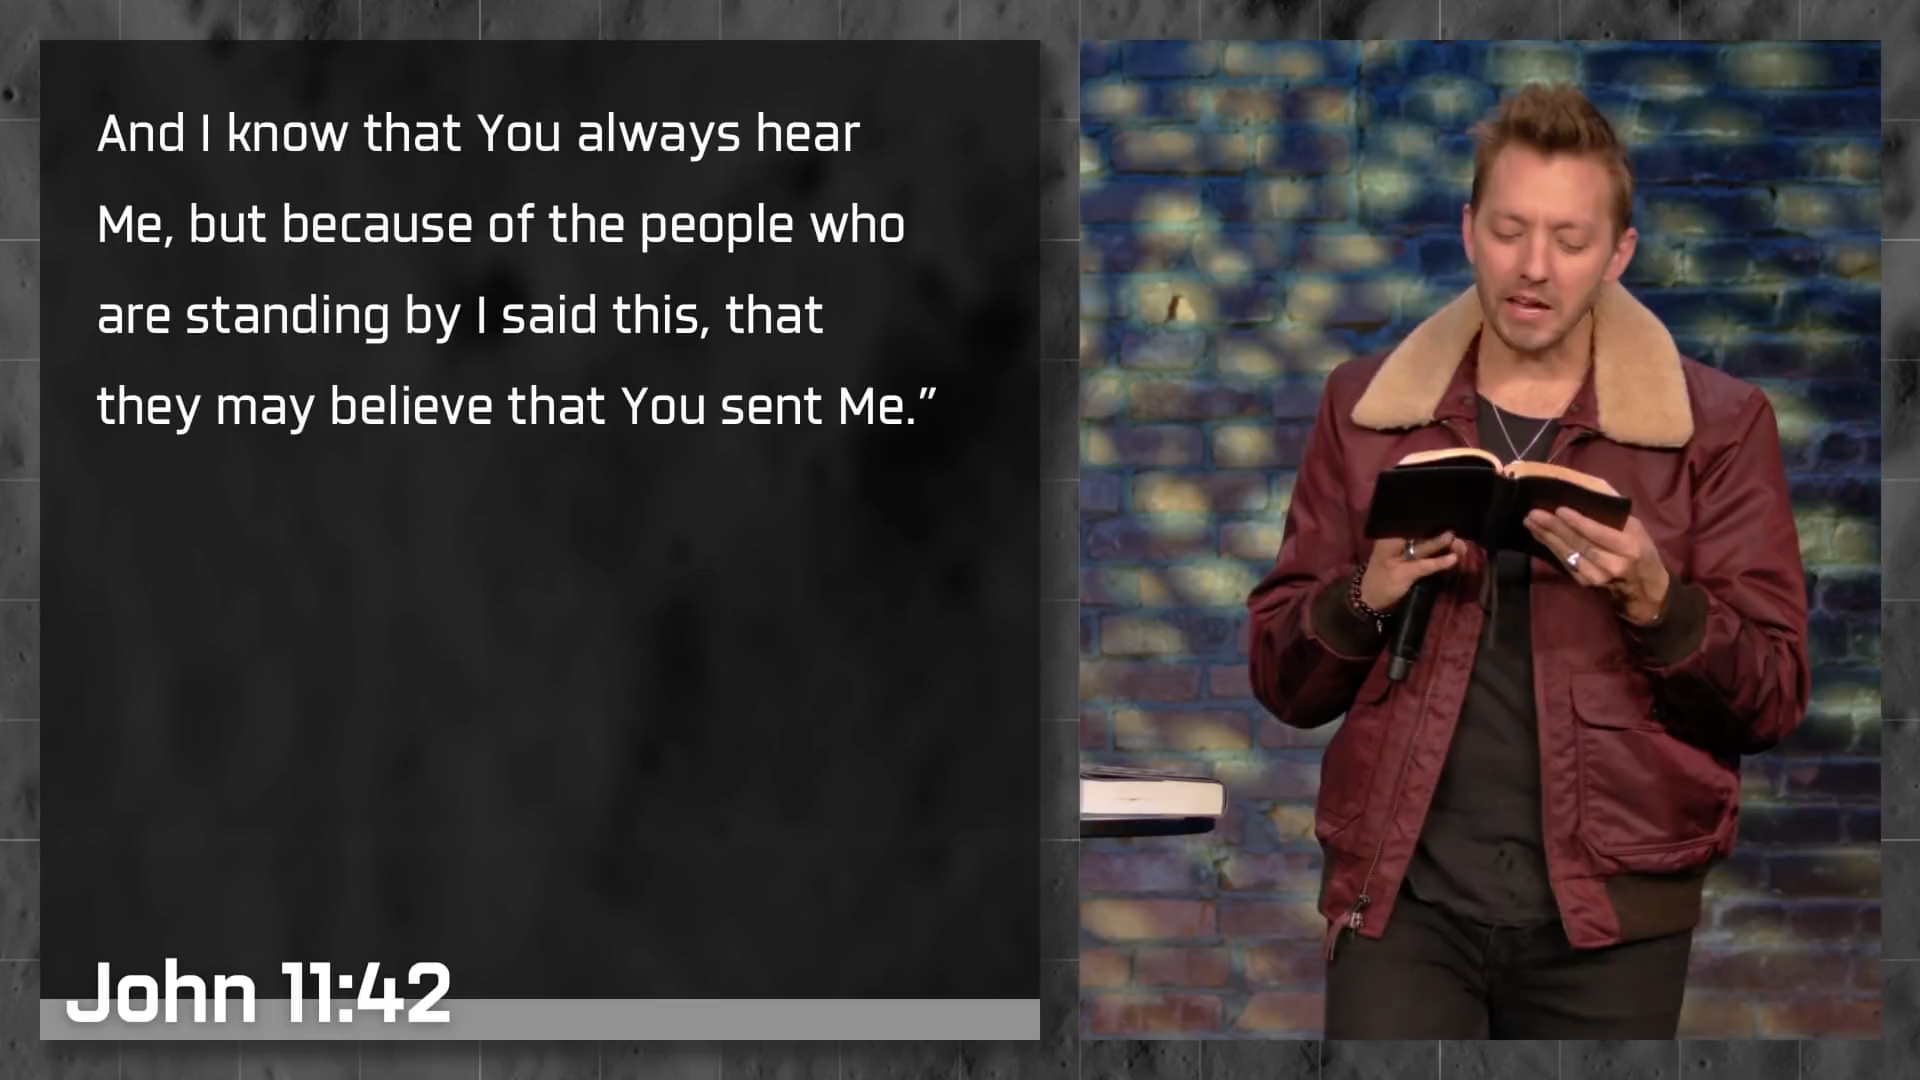 And I know that You always hear
Me, but because of the people who
are standing by I said this, that
they may believe that You sent Me.”
John 11:42